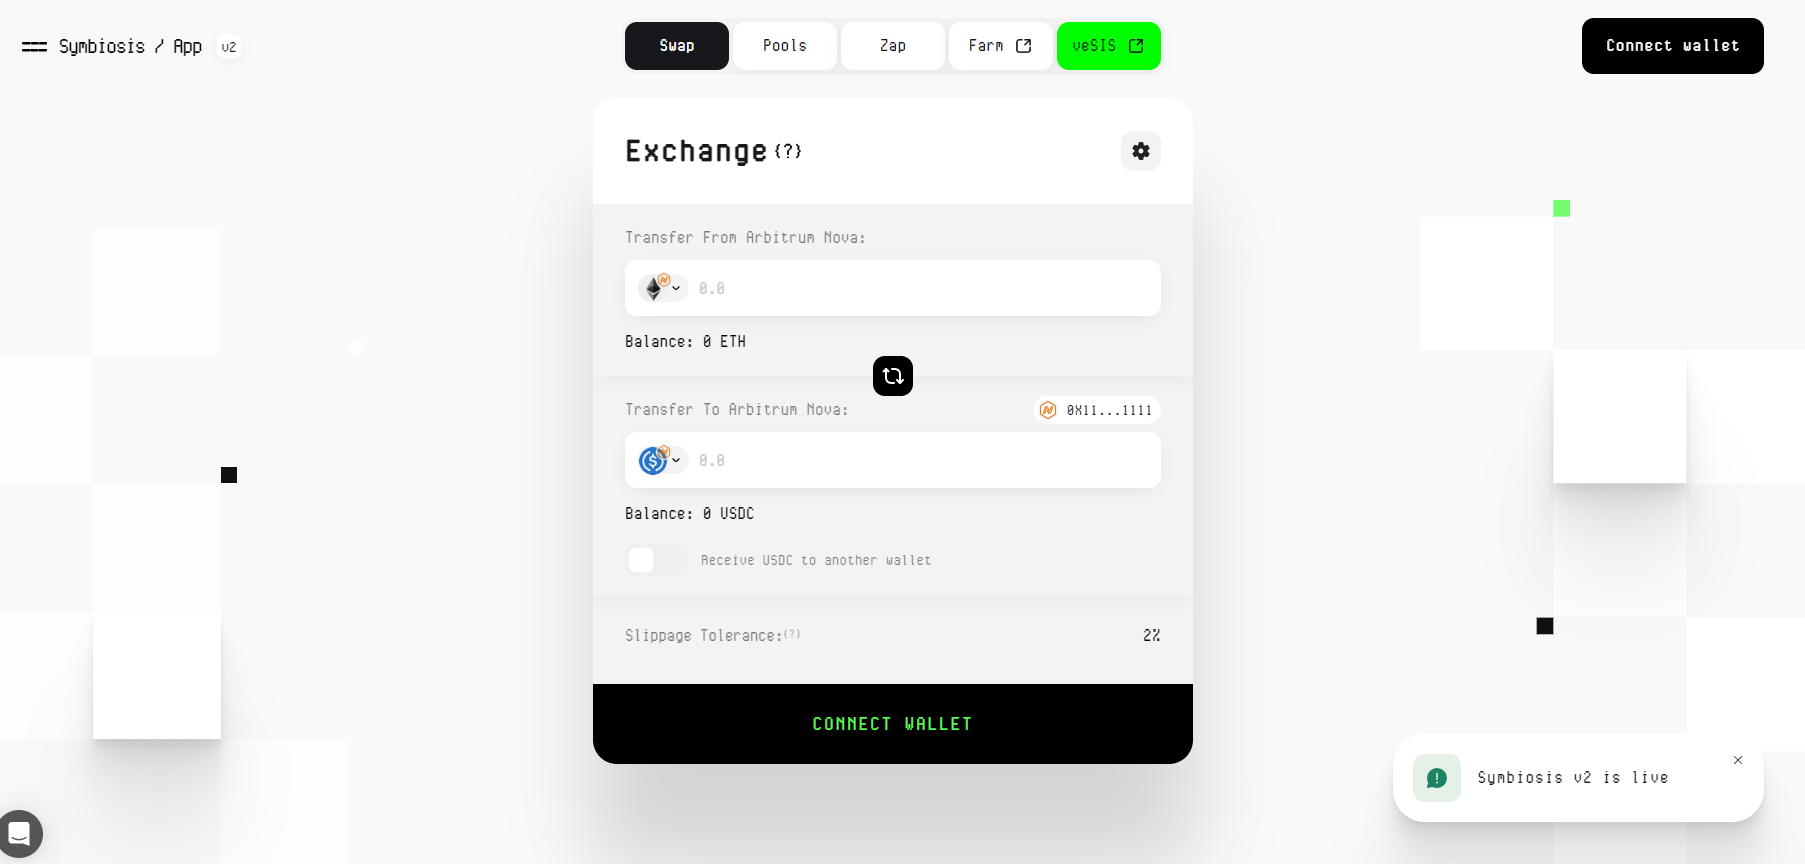 Symbiosis / App v2
Swap
Pools
Zap
Farm
veSIS
Connect wallet
Exchange {?}
Transfer From Arbitrum Nova:
0.0
Balance: 0 ETH
Transfer To Arbitrum Nova:
0X11...1111
0.0
Balance: 0 USDC
Receive USDC to another wallet
Slippage Tolerance:(?)
2%
CONNECT WALLET
Symbiosis v2 is live